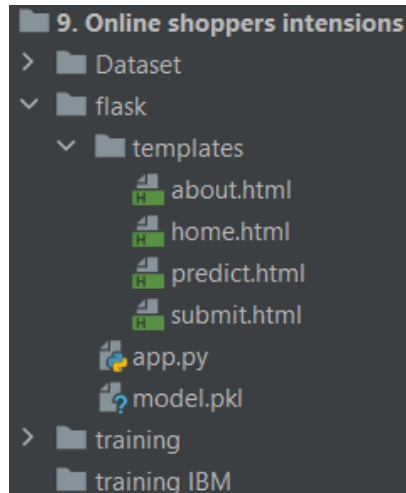 9. Online shoppers intensions
Dataset
flask
templates
about.html
home.html
predict.html
submit.html
app.py
model.pkl
training
training IBM